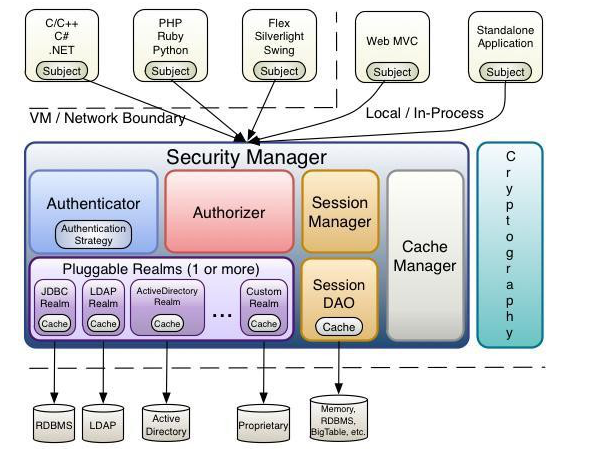 C/C++
C#
.NET
Subject
PHP
Ruby
Python
Subject
Flex
Silverlight
Swing
Subject
Web MVC
Subject
Standalone
Application
Subject
VM / Network Boundary
Local / In-Process
Security Manager
Authenticator
Authentication
Strategy
Authorizer
Session
Manager
Cache
Manager
Cryptography
Pluggable Realms (1 or more)
JDBC
Realm
Cache
LDAP
Realm
Cache
ActiveDirectory
Realm
Cache
...
Custom
Realm
Cache
Session
DAO
Cache
RDBMS
LDAP
Active
Directory
Proprietary
Memory,
RDBMS,
BigTable, etc.